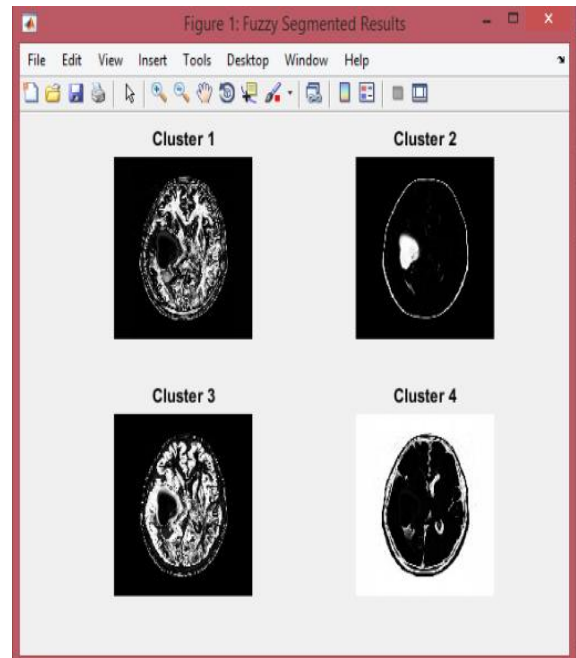 Figure 1: Fuzzy Segmented Results
File Edit View Insert Tools Desktop Window Help
Cluster 1 Cluster 2
Cluster 3 Cluster 4